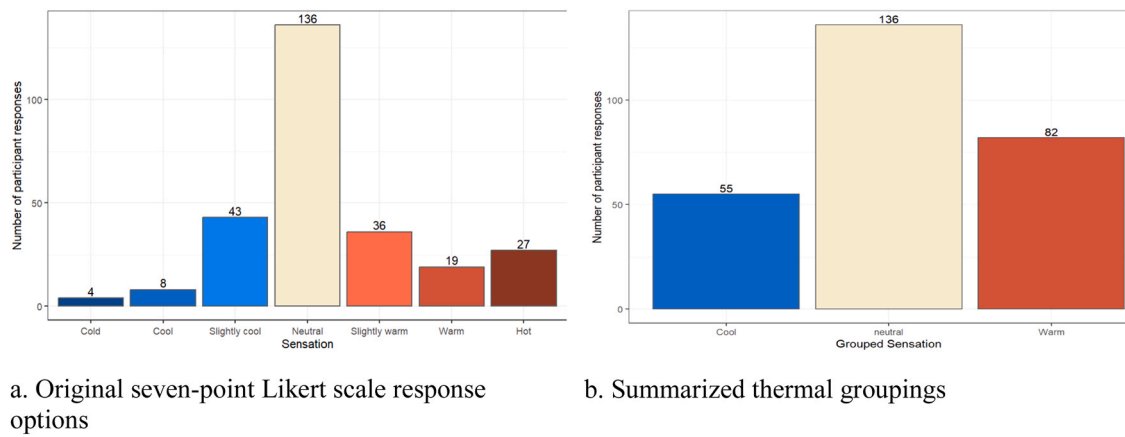 136
136
Number of participant responses
100
50
0
4
8
43
36
19
27
Cold Cool Slightly cool Neutral Slightly warm Warm Hot
Sensation
Number of participant responses
100
50
0
55
82
Cool neutral Warm
Grouped Sensation
a. Original seven-point Likert scale response
options
b. Summarized thermal groupings